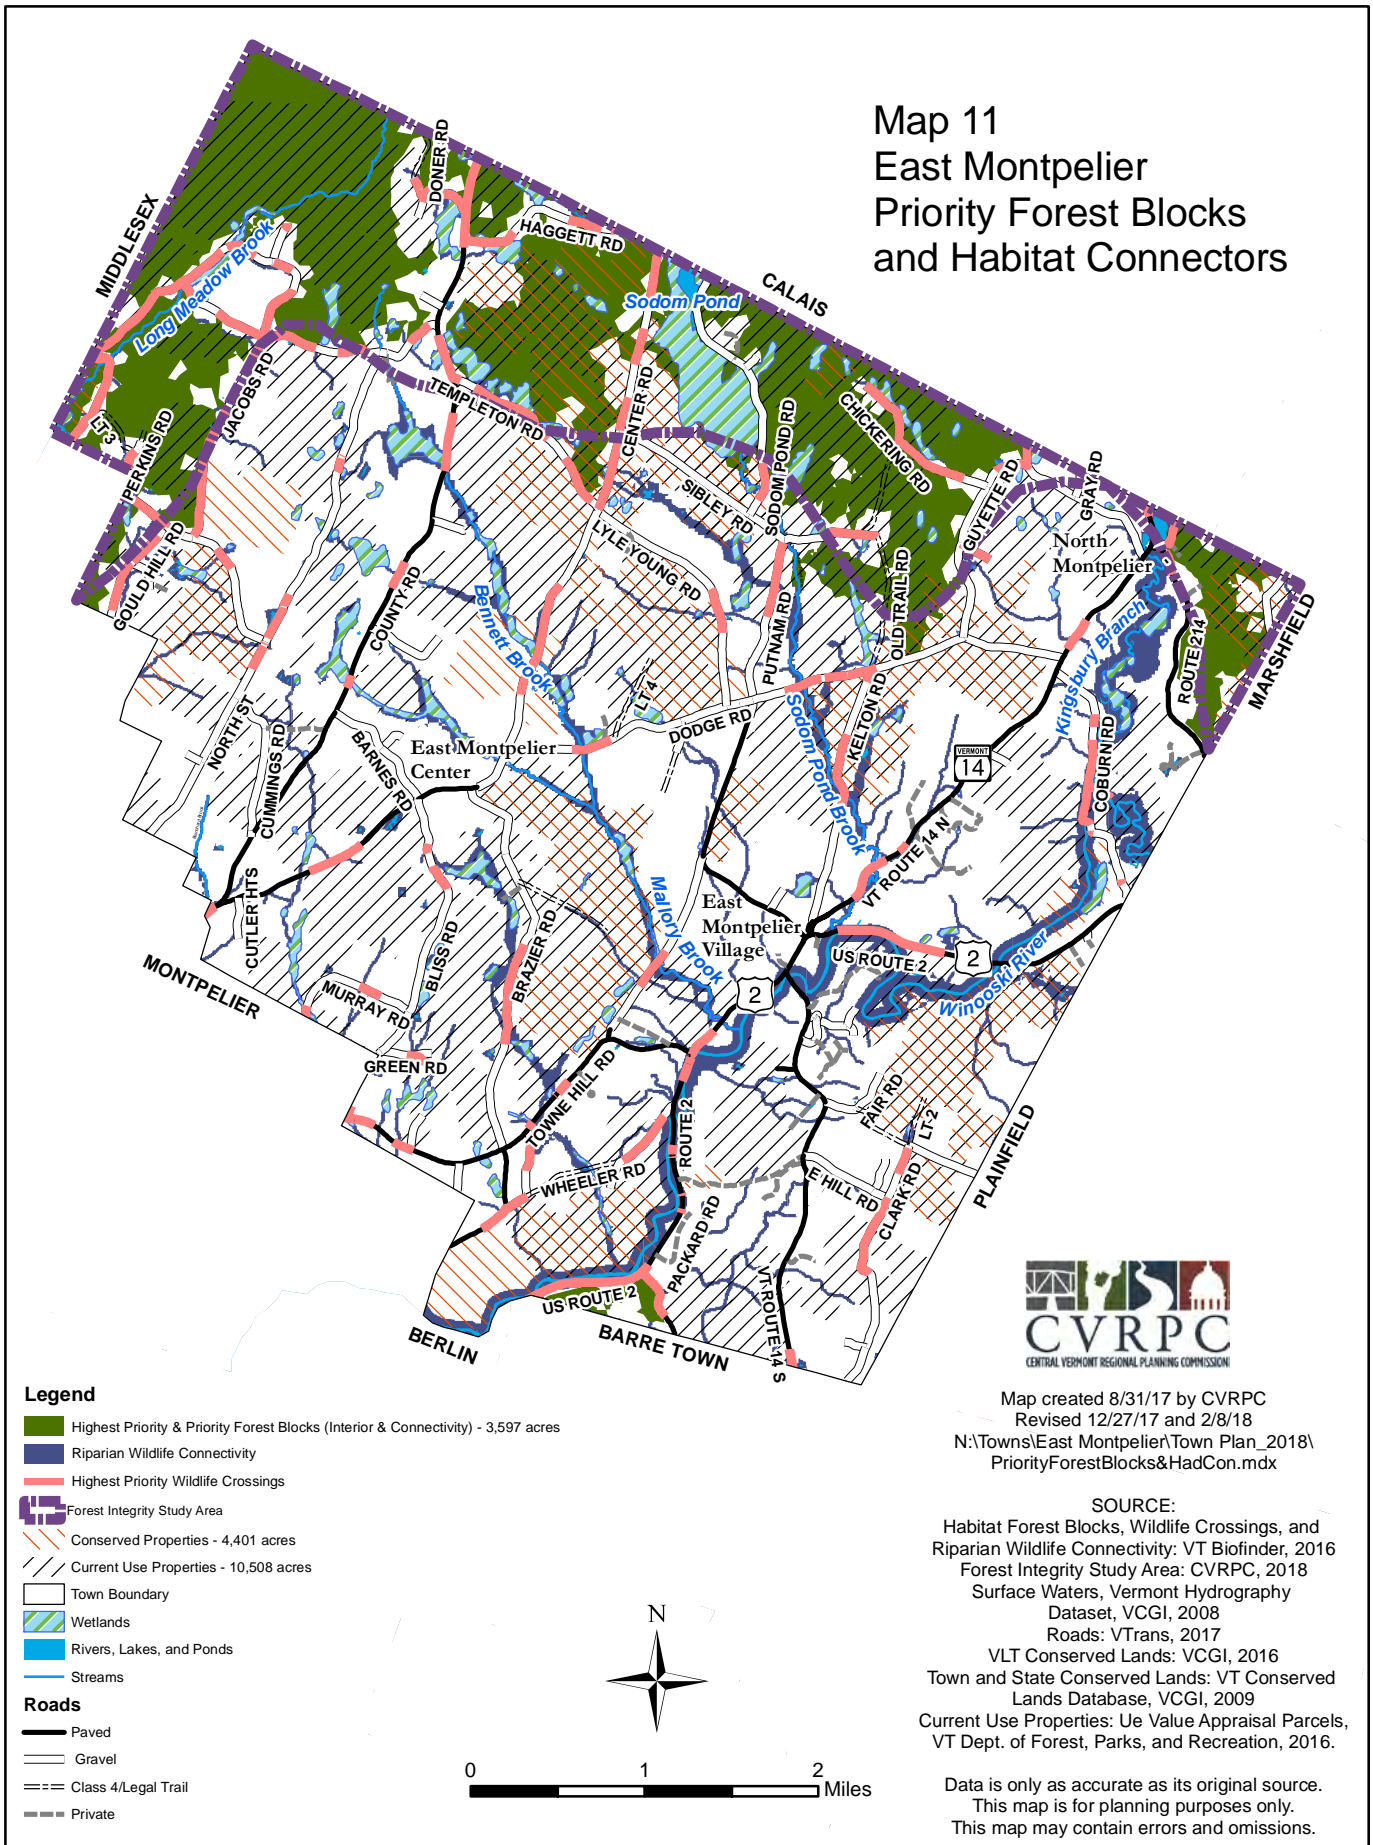 Map 11
East Montpelier
Priority Forest Blocks
and Habitat Connectors
MIDDLESEX
CALAIS
MARSHFIELD
PLAINFIELD
BARRE TOWN
BERLIN
MONTPELIER
DONER RD
HAGGETT RD
Long Meadow Brook
Sodom Pond
JACOBS RD
LT 3
PERKINS RD
TEMPLETON RD
CENTER RD
CHICKERING RD
SODOM POND RD
SIBLEY RD
GUYETTE RD
GRAY RD
North
Montpelier
GOULD HILL RD
LYLE YOUNG RD
COUNTY RD
Bennett Brook
PUTNAM RD
OLD TRAIL RD
Kingsbury Branch
ROUTE 214
LT 4
DODGE RD
KELTON RD
Sodom Pond Brook
NORTH ST
CUMMINGS RD
BARNES RD
East Montpelier
Center
VERMONT
14
COBURN RD
VT ROUTE 14 N
CUTLER HTS
BLISS RD
BRAZIER RD
Mallory Brook
East
Montpelier
Village
US ROUTE 2
2
Winooski River
2
MURRAY RD
GREEN RD
TOWNE HILL RD
ROUTE 2
FAIR RD
LT-2
WHEELER RD
E HILL RD
CLARK RD
PACKARD RD
US ROUTE 2
VT ROUTE 14 S
CVRPC
CENTRAL VERMONT REGIONAL PLANNING COMMISSION
Map created 8/31/17 by CVRPC
Revised 12/27/17 and 2/8/18
N:\Towns\East Montpelier\Town Plan_2018\
PriorityForestBlocks&HadCon.mdx
SOURCE:
Habitat Forest Blocks, Wildlife Crossings, and
Riparian Wildlife Connectivity: VT Biofinder, 2016
Forest Integrity Study Area: CVRPC, 2018
Surface Waters, Vermont Hydrography
Dataset, VCGI, 2008
Roads: VTrans, 2017
VLT Conserved Lands: VCGI, 2016
Town and State Conserved Lands: VT Conserved
Lands Database, VCGI, 2009
Current Use Properties: Ue Value Appraisal Parcels,
VT Dept. of Forest, Parks, and Recreation, 2016.
Data is only as accurate as its original source.
This map is for planning purposes only.
This map may contain errors and omissions.
Legend
Highest Priority & Priority Forest Blocks (Interior & Connectivity) - 3,597 acres
Riparian Wildlife Connectivity
Highest Priority Wildlife Crossings
Forest Integrity Study Area
Conserved Properties - 4,401 acres
Current Use Properties - 10,508 acres
Town Boundary
Wetlands
Rivers, Lakes, and Ponds
Streams
Roads
Paved
Gravel
Class 4/Legal Trail
Private
N
0 1 2
Miles